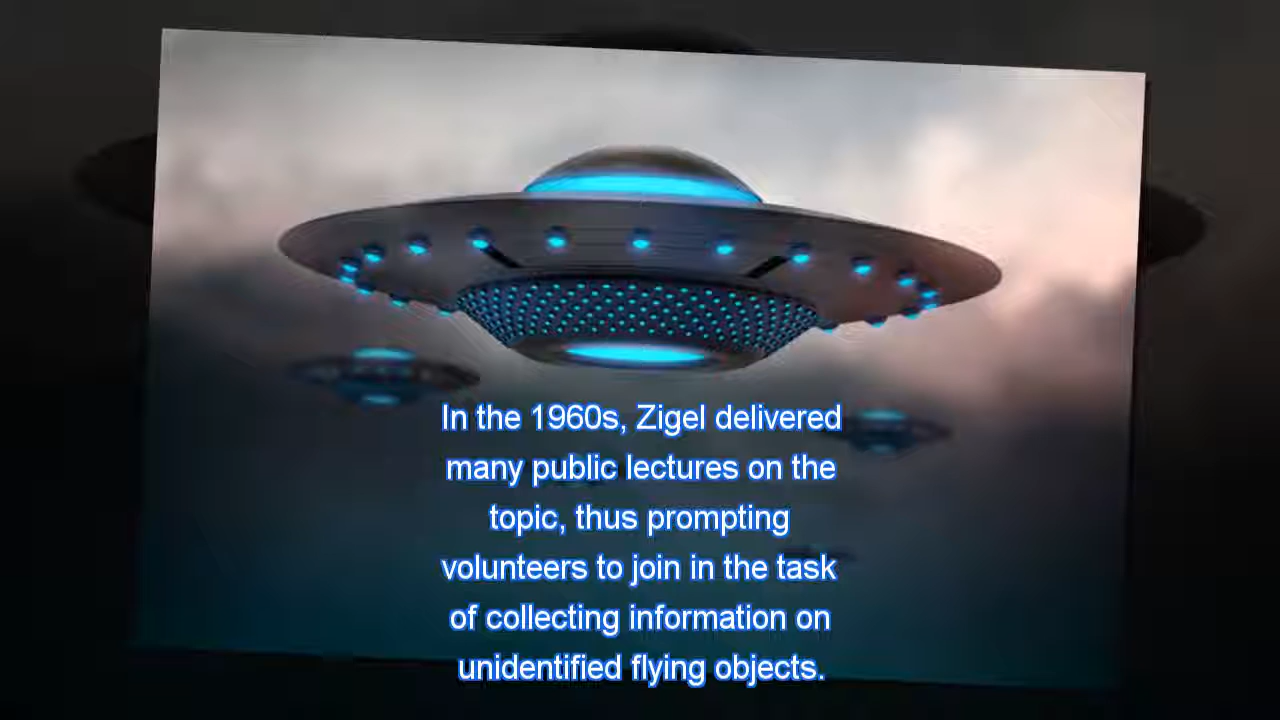 In the 1960s, Zigel delivered
many public lectures on the
topic, thus prompting
volunteers to join in the task
of collecting information on
unidentified flying objects.